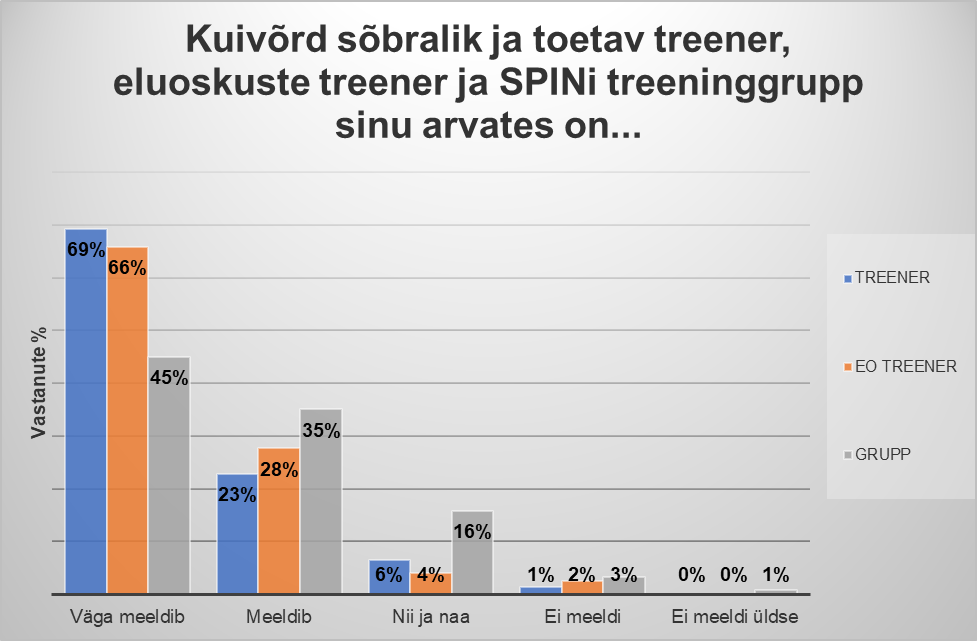 Kuivõrd sõbralik ja toetav treener,
eluoskuste treener ja SPINi treeninggrupp
sinu arvates on...
Vastanute %
69%
66%
45%
23%
28%
35%
6%
4%
16%
1%
2%
3%
0%
0%
1%
Väga meeldib
Meeldib
Nii ja naa
Ei meeldi
Ei meeldi üldse
TREENER
EO TREENER
GRUPP